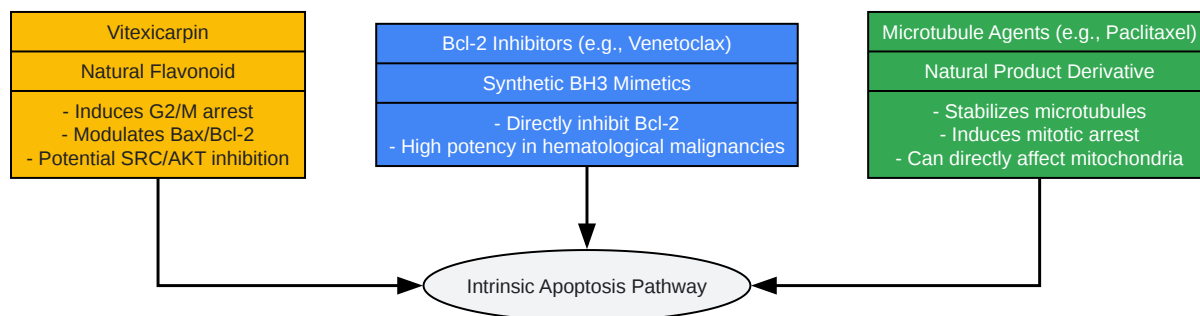 Vitexicarpin
Natural Flavonoid
- Induces G2/M arrest
- Modulates Bax/Bcl-2
- Potential SRC/AKT inhibition
Bcl-2 Inhibitors (e.g., Venetoclax)
Synthetic BH3 Mimetics
- Directly inhibit Bcl-2
- High potency in hematological malignancies
Microtubule Agents (e.g., Paclitaxel)
Natural Product Derivative
- Stabilizes microtubules
- Induces mitotic arrest
- Can directly affect mitochondria
Intrinsic Apoptosis Pathway